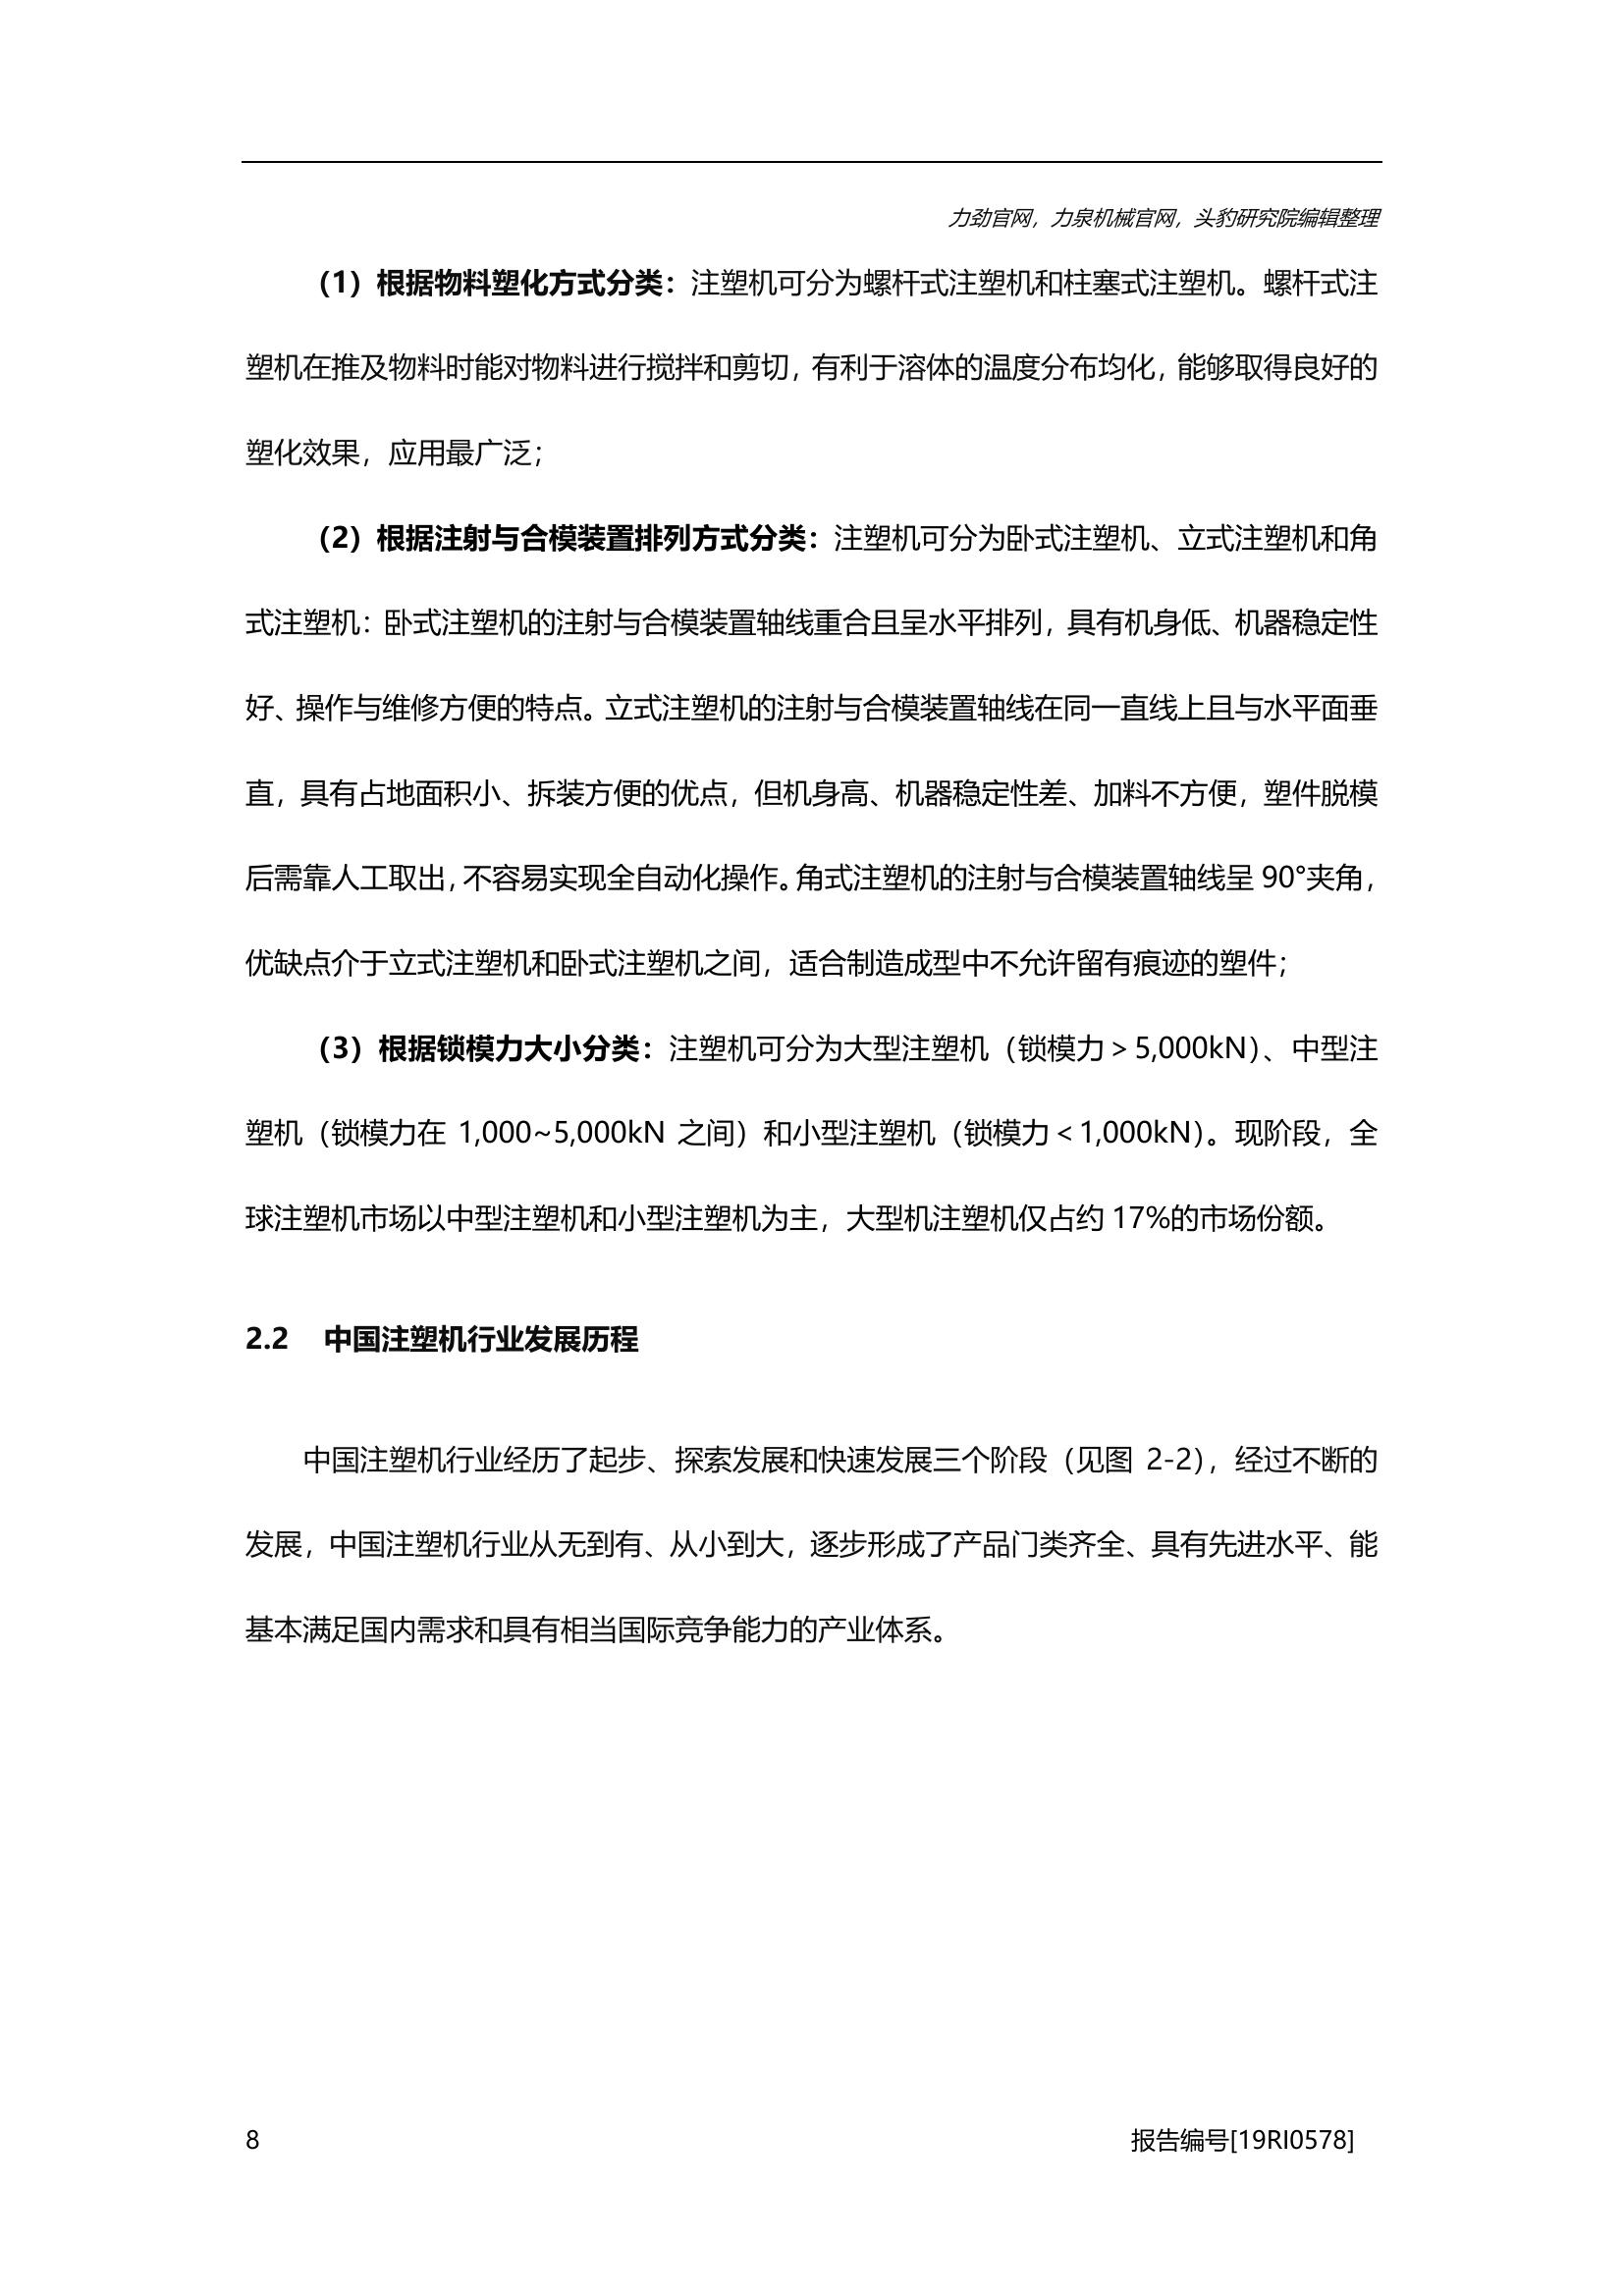 力劲官网，力泉机械官网，头豹研究院编辑整理
（1）根据物料塑化方式分类：注塑机可分为螺杆式注塑机和柱塞式注塑机。螺杆式注
塑机在推及物料时能对物料进行搅拌和剪切，有利于溶体的温度分布均化，能够取得良好的
塑化效果，应用最广泛；
（2）根据注射与合模装置排列方式分类：注塑机可分为卧式注塑机、立式注塑机和角
式注塑机：卧式注塑机的注射与合模装置轴线重合且呈水平排列，具有机身低、机器稳定性
好、操作与维修方便的特点。立式注塑机的注射与合模装置轴线在同一直线上且与水平面垂
直，具有占地面积小、拆装方便的优点，但机身高、机器稳定性差、加料不方便，塑件脱模
后需靠人工取出，不容易实现全自动化操作。角式注塑机的注射与合模装置轴线呈 90°夹角，
优缺点介于立式注塑机和卧式注塑机之间，适合制造成型中不允许留有痕迹的塑件；
（3）根据锁模力大小分类：注塑机可分为大型注塑机（锁模力＞5,000kN）、中型注
塑机（锁模力在 1,000~5,000kN 之间）和小型注塑机（锁模力＜1,000kN）。现阶段，全
球注塑机市场以中型注塑机和小型注塑机为主，大型机注塑机仅占约 17%的市场份额。
2.2 中国注塑机行业发展历程
中国注塑机行业经历了起步、探索发展和快速发展三个阶段（见图 2-2），经过不断的
发展，中国注塑机行业从无到有、从小到大，逐步形成了产品门类齐全、具有先进水平、能
基本满足国内需求和具有相当国际竞争能力的产业体系。
8 报告编号[19RI0578]